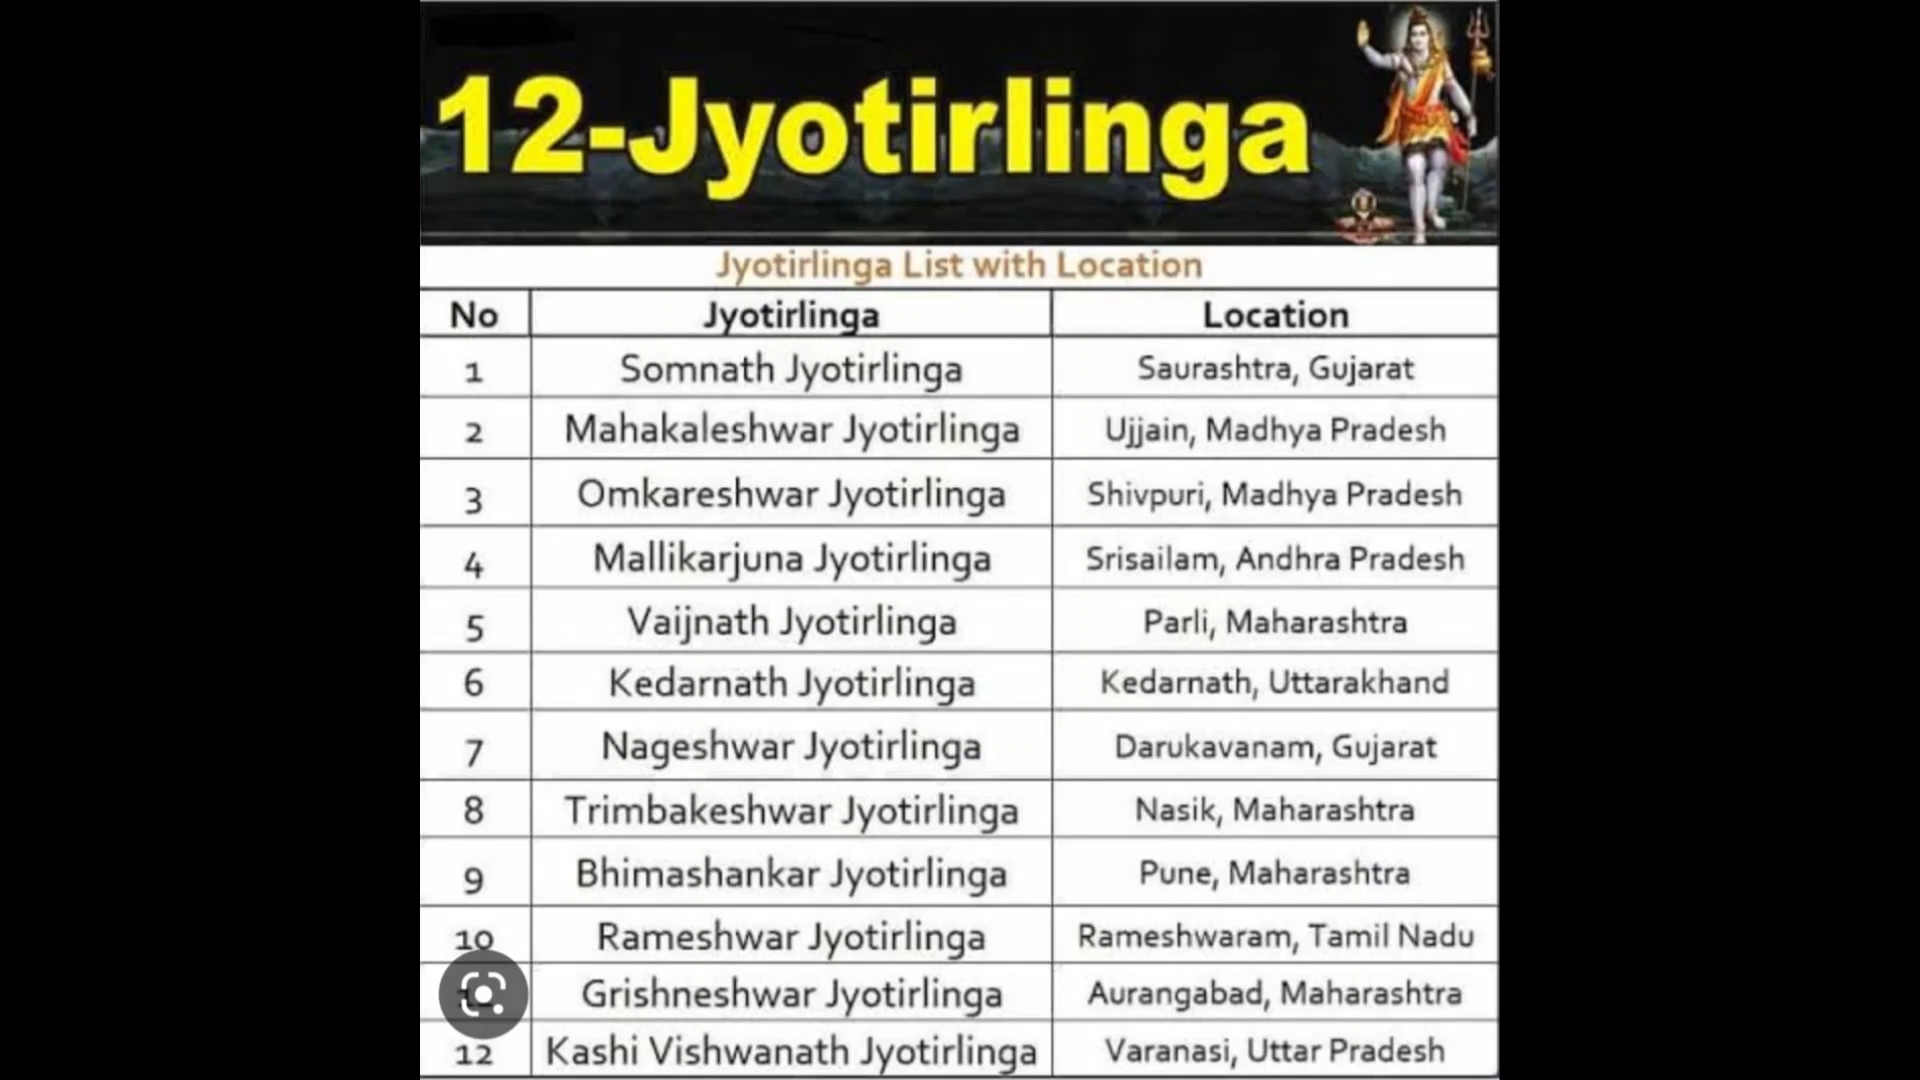 12-Jyotirlinga
Jyotirlinga List with Location
No Jyotirlinga Location
1 Somnath Jyotirlinga Saurashtra, Gujarat
2 Mahakaleshwar Jyotirlinga Ujjain, Madhya Pradesh
3 Omkareshwar Jyotirlinga Shivpuri, Madhya Pradesh
4 Mallikarjuna Jyotirlinga Srisailam, Andhra Pradesh
5 Vaijnath Jyotirlinga Parli, Maharashtra
6 Kedarnath Jyotirlinga Kedarnath, Uttarakhand
7 Nageshwar Jyotirlinga Darukavanam, Gujarat
8 Trimbakeshwar Jyotirlinga Nasik, Maharashtra
9 Bhimashankar Jyotirlinga Pune, Maharashtra
10 Rameshwar Jyotirlinga Rameshwaram, Tamil Nadu
Grishneshwar Jyotirlinga Aurangabad, Maharashtra
12 Kashi Vishwanath Jyotirlinga Varanasi, Uttar Pradesh